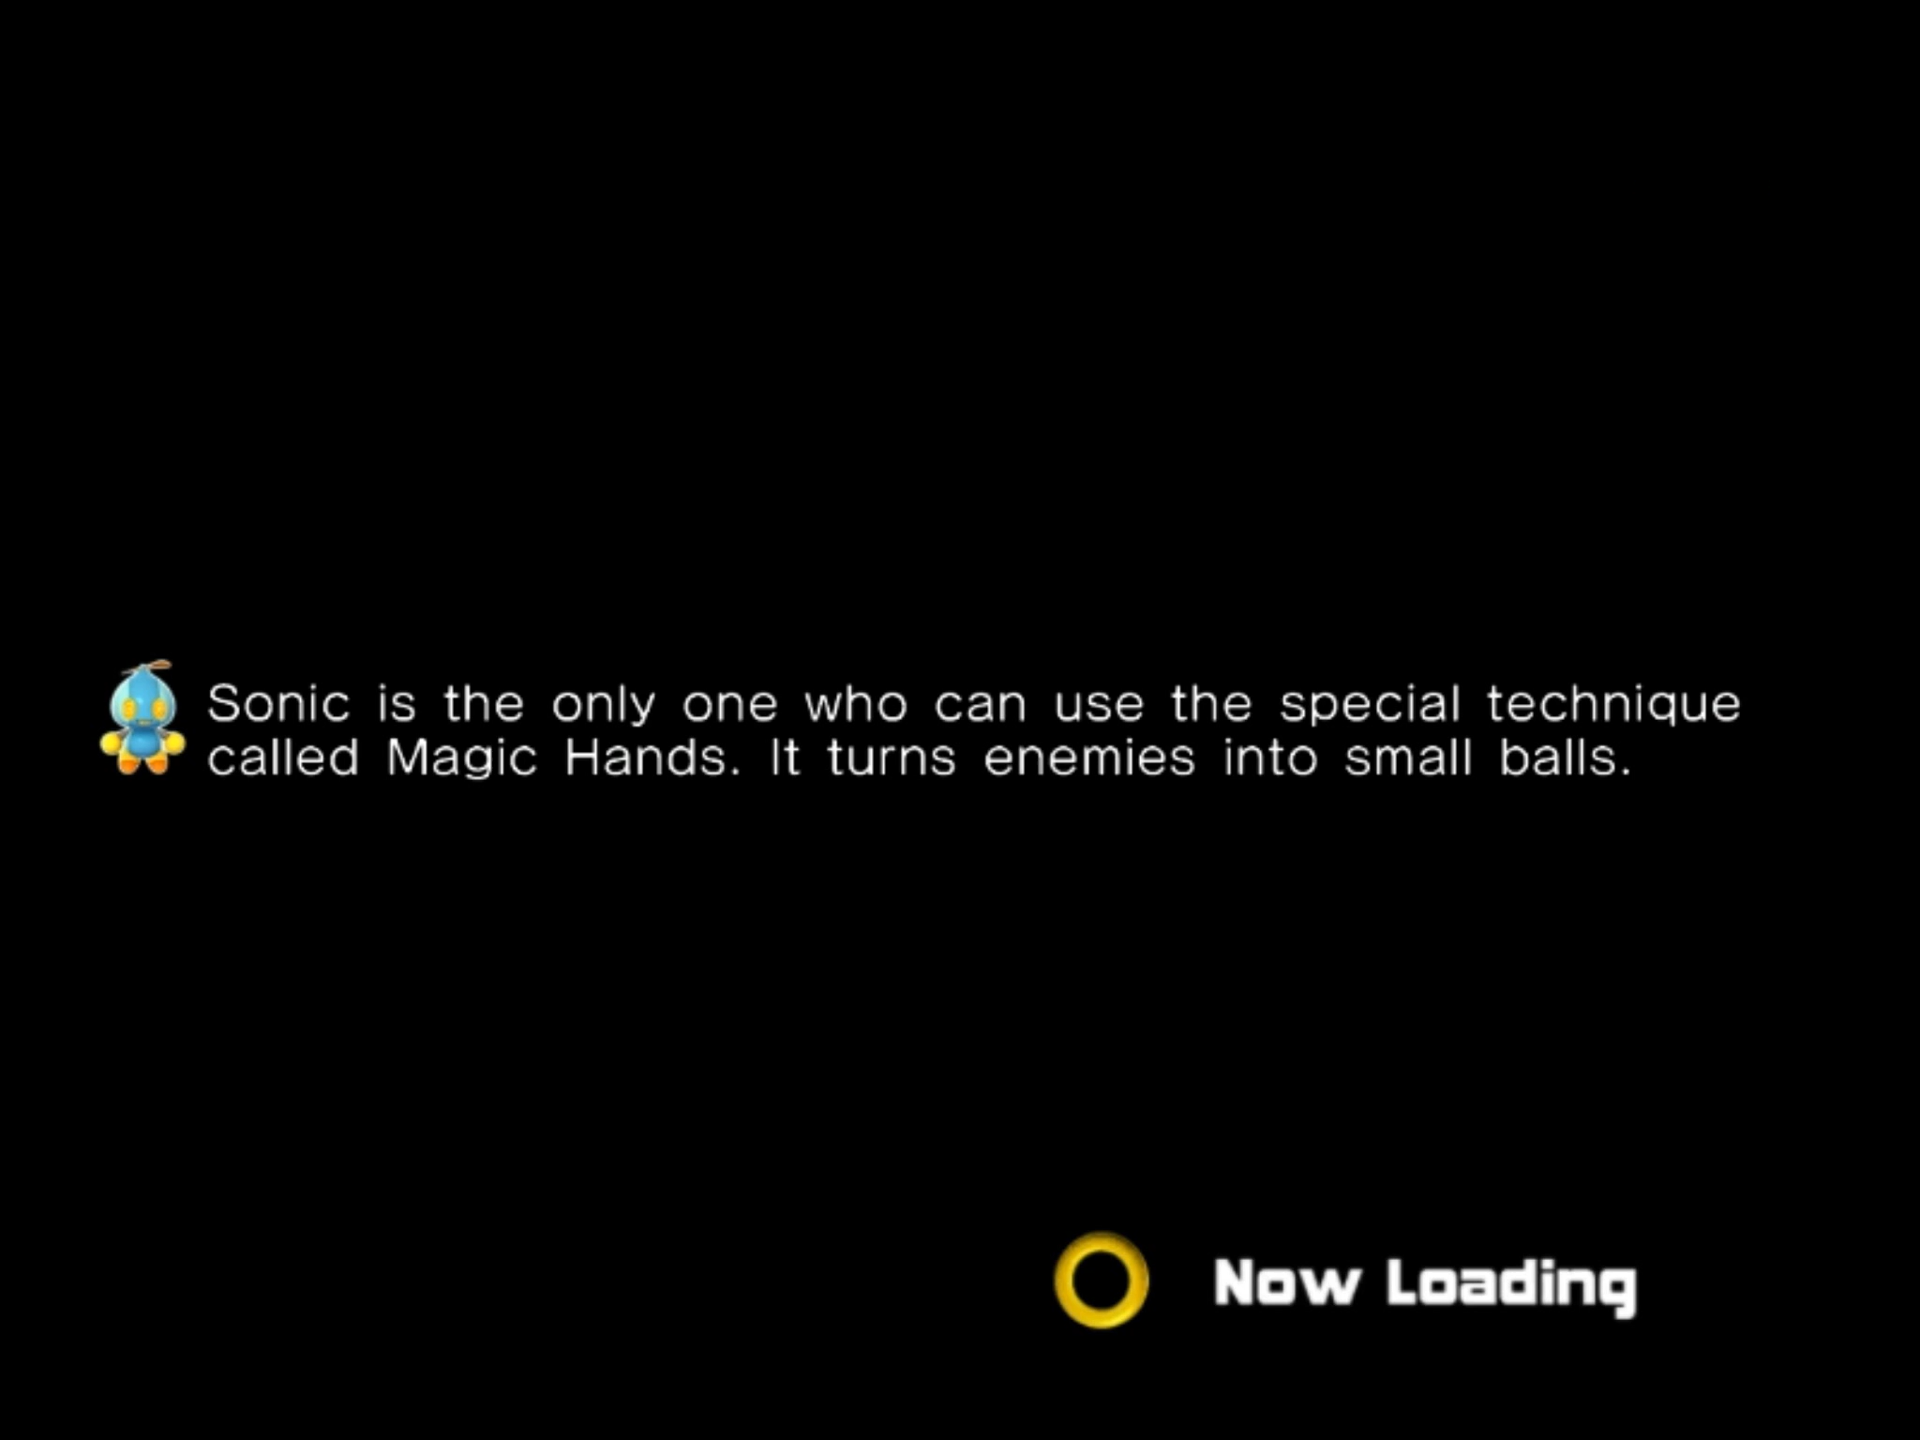 Sonic is the only one who can use the special technique
called Magic Hands. It turns enemies into small balls.
Now Loading